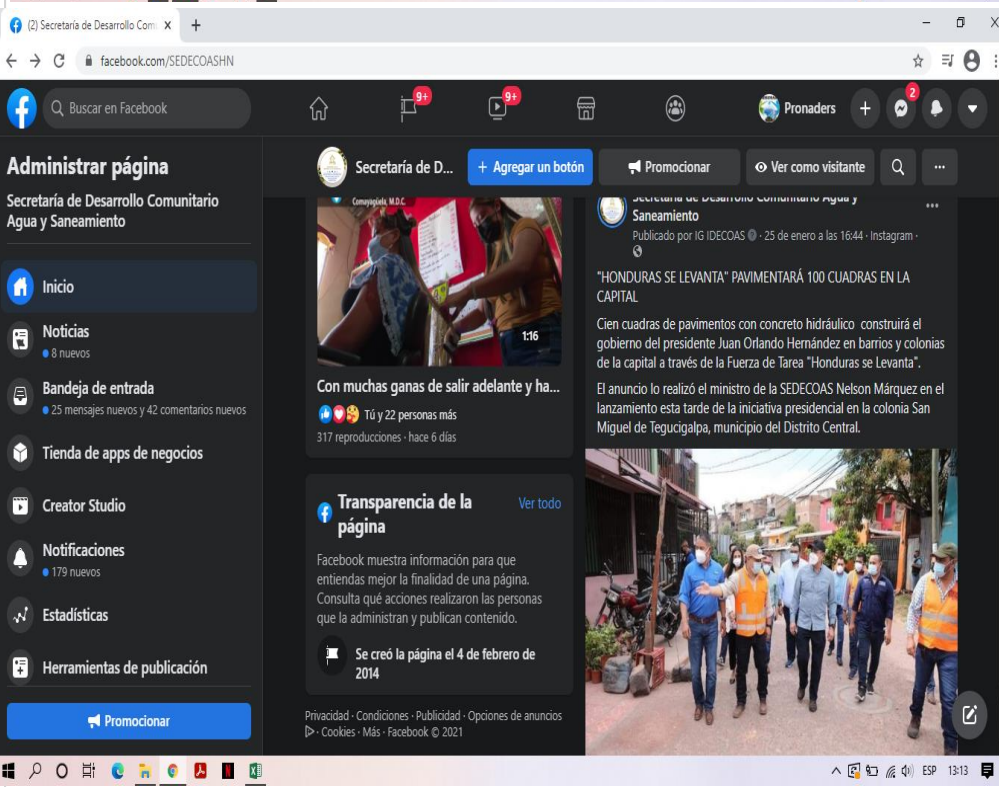 (2) Secretaría de Desarrollo Com
facebook.com/SEDECOASHN
Buscar en Facebook
9+
9+
Pronaders
2
Administrar página
Secretaría de Desarrollo Comunitario
Agua y Saneamiento
Inicio
Noticias
8 nuevos
Bandeja de entrada
25 mensajes nuevos y 42 comentarios nuevos
Tienda de apps de negocios
Creator Studio
Notificaciones
179 nuevos
Estadísticas
Herramientas de publicación
Promocionar
Secretaría de D...
+ Agregar un botón
Promocionar
Ver como visitante
Comayagüela, M.D.C.
1:16
Con muchas ganas de salir adelante y ha...
Tú y 22 personas más
317 reproducciones · hace 6 días
Transparencia de la
página
Ver todo
Facebook muestra información para que
entiendas mejor la finalidad de una página.
Consulta qué acciones realizaron las personas
que la administran y publican contenido.
Se creó la página el 4 de febrero de
2014
Privacidad · Condiciones · Publicidad · Opciones de anuncios
· Cookies · Más · Facebook © 2021
Secretaría de Desarrollo Comunitario Agua y
Saneamiento
Publicado por IG IDECOAS · 25 de enero a las 16:44 · Instagram ·
"HONDURAS SE LEVANTA" PAVIMENTARÁ 100 CUADRAS EN LA
CAPITAL
Cien cuadras de pavimentos con concreto hidráulico construirá el
gobierno del presidente Juan Orlando Hernández en barrios y colonias
de la capital a través de la Fuerza de Tarea "Honduras se Levanta".
El anuncio lo realizó el ministro de la SEDECOAS Nelson Márquez en el
lanzamiento esta tarde de la iniciativa presidencial en la colonia San
Miguel de Tegucigalpa, municipio del Distrito Central.
ESP
13:13